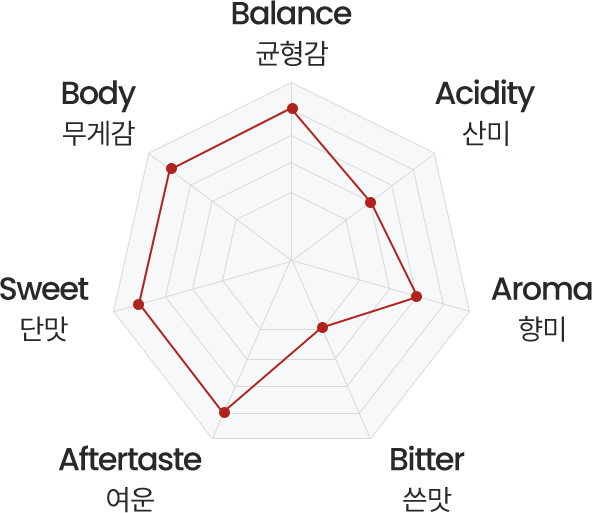 Balance
균형감
Body
무게감
Acidity
산미
Sweet
단맛
Aroma
향미
Aftertaste
여운
Bitter
쓴맛